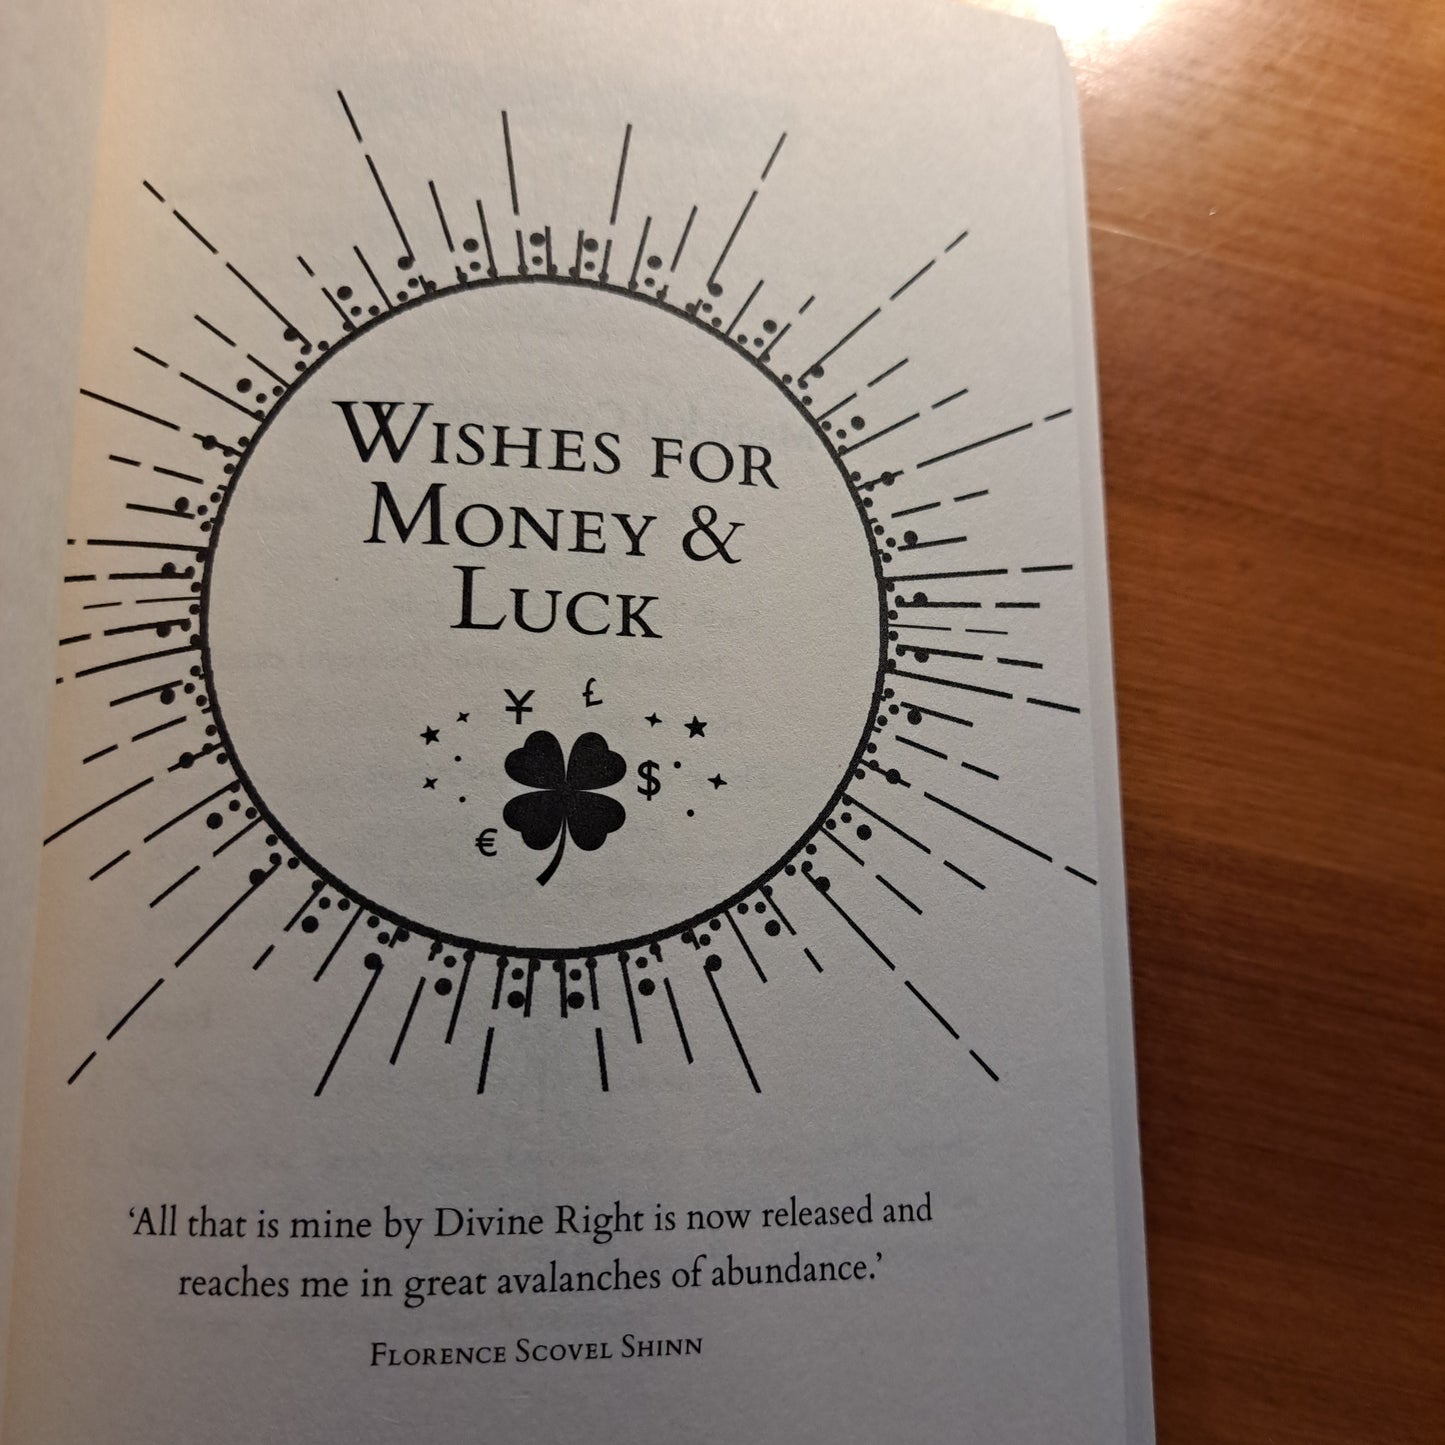 WISHES FOR
MONEY &
LUCK
¥ £
$
€
‘All that is mine by Divine Right is now released and
reaches me in great avalanches of abundance.’
FLORENCE SCOVEL SHINN